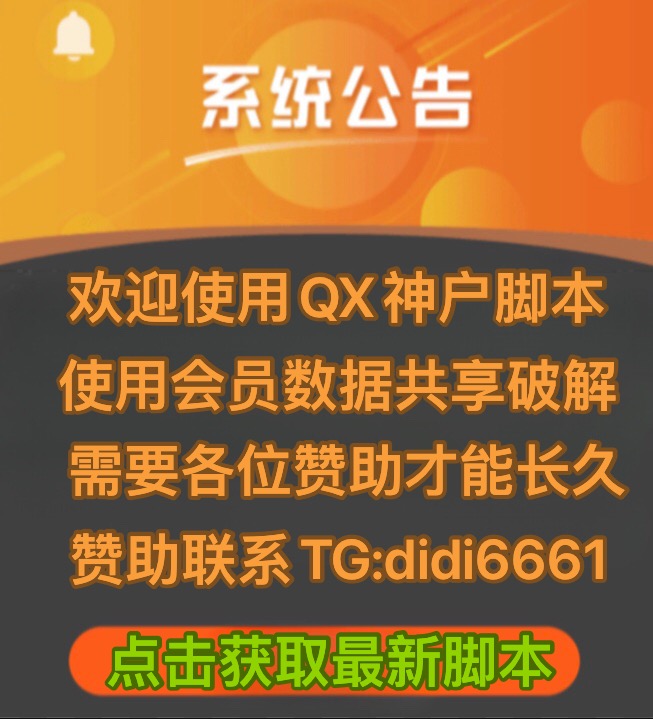 系统公告
欢迎使用QX神户脚本
使用会员数据共享破解
需要各位赞助才能长久
赞助联系TG:didi6661
点击获取最新脚本